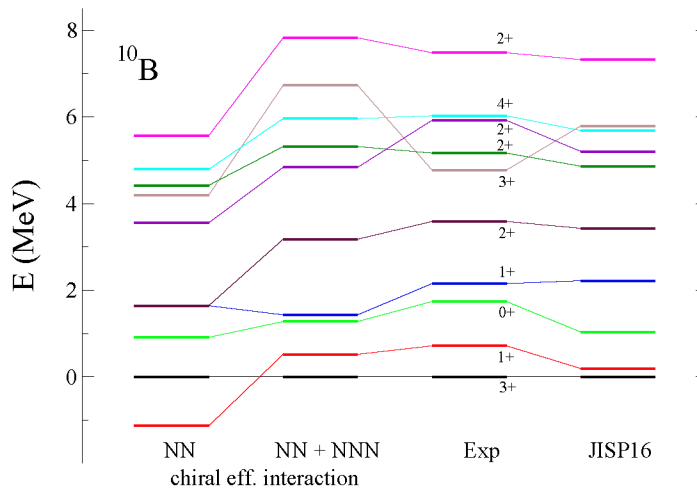 8
2+
¹⁰B
6
4+
2+
2+
3+
4
E (MeV)
2+
1+
2
0+
1+
0
3+
NN
NN + NNN
Exp
JISP16
chiral eff. interaction